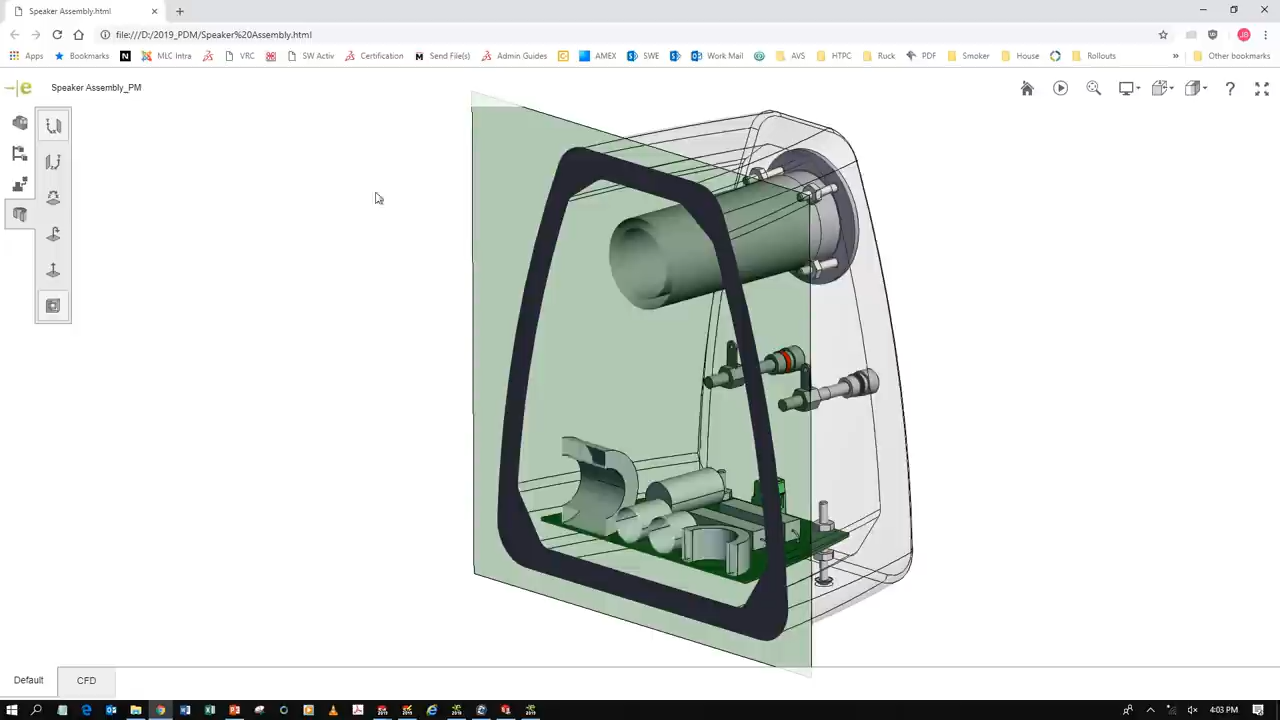 Speaker Assembly.html
file:///D:/2019_PDM/Speaker%20Assembly.html
Apps Bookmarks MLC Intra VRC SW Activ Certification Send File(s) Admin Guides AMEX SWE Work Mail AVS HTPC Ruck PDF Smoker House Rollouts » Other bookmarks
Speaker Assembly_PM
Default CFD
4:03 PM